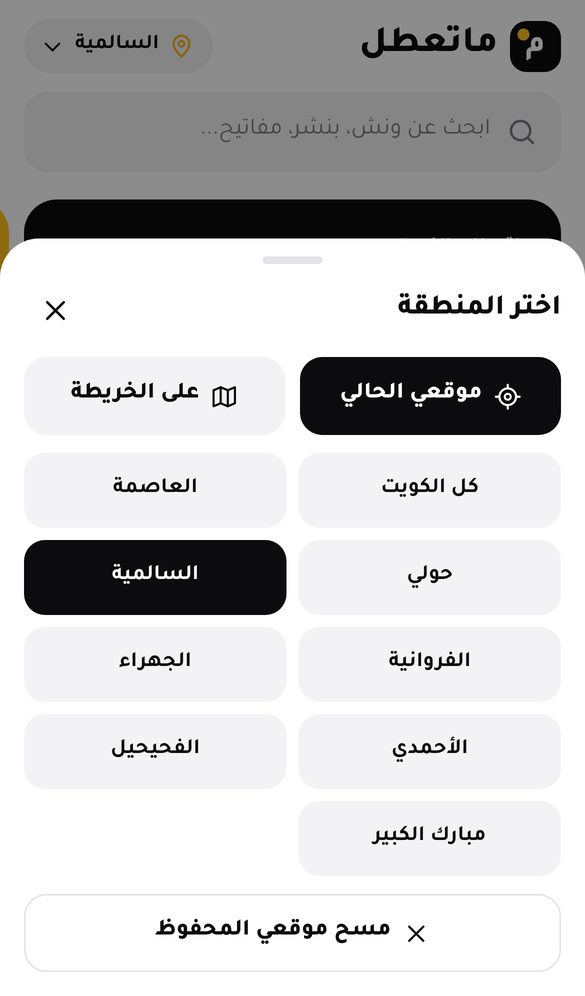 م
ماتعطل
السالمية
ابحث عن ونش، بنشر، مفاتيح...
اختر المنطقة
موقعي الحالي
على الخريطة
كل الكويت
العاصمة
حولي
السالمية
الفروانية
الجهراء
الأحمدي
الفحيحيل
مبارك الكبير
مسح موقعي المحفوظ